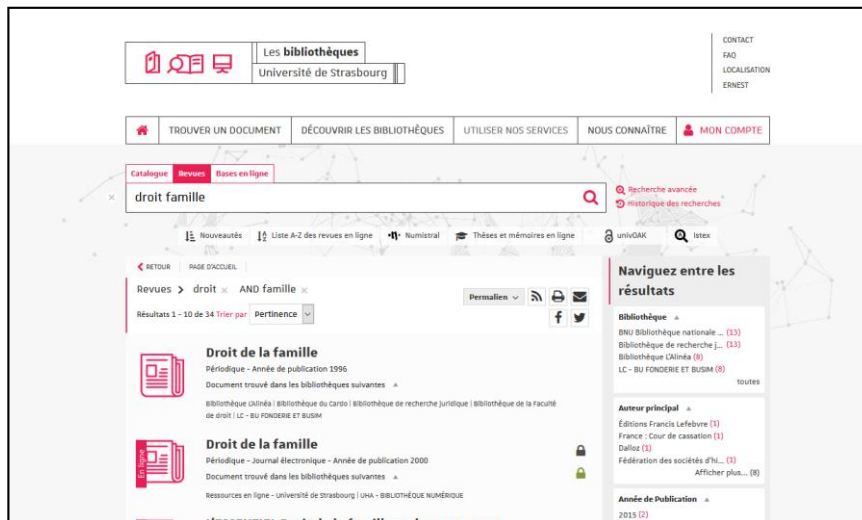 Les bibliothèques
Université de Strasbourg
CONTACT
FAQ
LOCALISATION
ERNEST
TROUVER UN DOCUMENT
DÉCOUVRIR LES BIBLIOTHÈQUES
UTILISER NOS SERVICES
NOUS CONNAÎTRE
MON COMPTE
Catalogue Revues Bases en ligne
droit famille
Recherche avancée
Historique des recherches
Nouveautés
Liste A-Z des revues en ligne
Numistral
Thèses et mémoires en ligne
univOAK
Istex
RETOUR PAGE D'ACCUEIL
Revues > droit × AND famille ×
Résultats 1 - 10 de 34 Trier par Pertinence
Permalien
Droit de la famille
Périodique - Année de publication 1996
Document trouvé dans les bibliothèques suivantes
Bibliothèque L'Alinéa | Bibliothèque du Cardo | Bibliothèque de recherche juridique | Bibliothèque de la Faculté
de droit | LC - BU FONDERIE ET BUSIM
En ligne
Droit de la famille
Périodique - Journal électronique - Année de publication 2000
Document trouvé dans les bibliothèques suivantes
Ressources en ligne - Université de Strasbourg | UHA - BIBLIOTHÈQUE NUMÉRIQUE
Naviguez entre les
résultats
Bibliothèque
BNU Bibliothèque nationale ... (13)
Bibliothèque de recherche j... (13)
Bibliothèque L'Alinéa (8)
LC - BU FONDERIE ET BUSIM (8)
toutes
Auteur principal
Éditions Francis Lefebvre (1)
France : Cour de cassation (1)
Dalloz (1)
Fédération des sociétés d'hi... (1)
Afficher plus... (8)
Année de Publication
2015 (2)